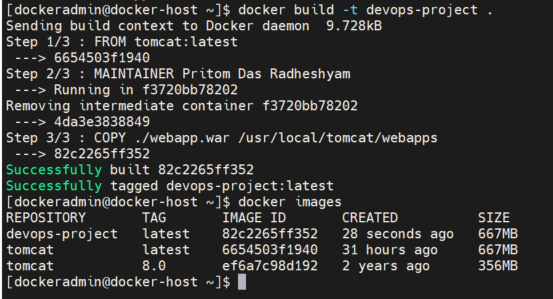 [dockeradmin@docker-host ~]$ docker build -t devops-project .
Sending build context to Docker daemon  9.728kB
Step 1/3 : FROM tomcat:latest
 ---> 6654503f1940
Step 2/3 : MAINTAINER Pritom Das Radheshyam
 ---> Running in f3720bb78202
Removing intermediate container f3720bb78202
 ---> 4da3e3838849
Step 3/3 : COPY ./webapp.war /usr/local/tomcat/webapps
 ---> 82c2265ff352
Successfully built 82c2265ff352
Successfully tagged devops-project:latest
[dockeradmin@docker-host ~]$ docker images
REPOSITORY       TAG       IMAGE ID       CREATED          SIZE
devops-project   latest    82c2265ff352   28 seconds ago   667MB
tomcat           latest    6654503f1940   31 hours ago     667MB
tomcat           8.0       ef6a7c98d192   2 years ago      356MB
[dockeradmin@docker-host ~]$